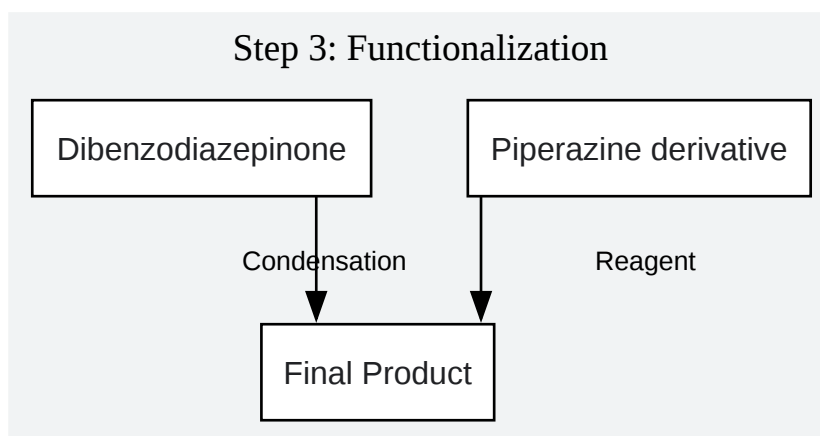 Step 3: Functionalization
Dibenzodiazepinone
Piperazine derivative
Condensation
Reagent
Final Product